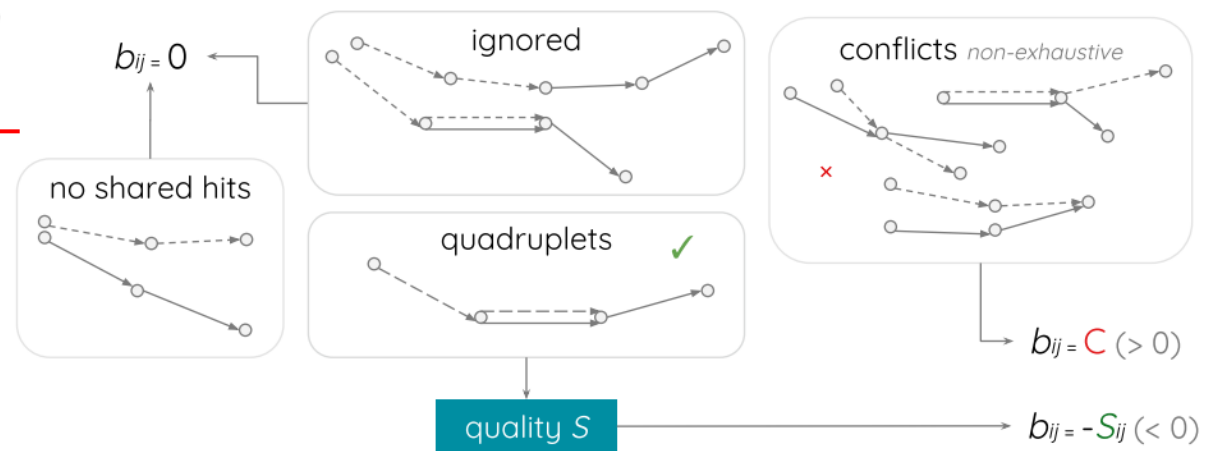 ignored
conflicts non-exhaustive
bij = 0
no shared hits
quadruplets ✓
×
bij = C (> 0)
quality S
bij = -Sij (< 0)